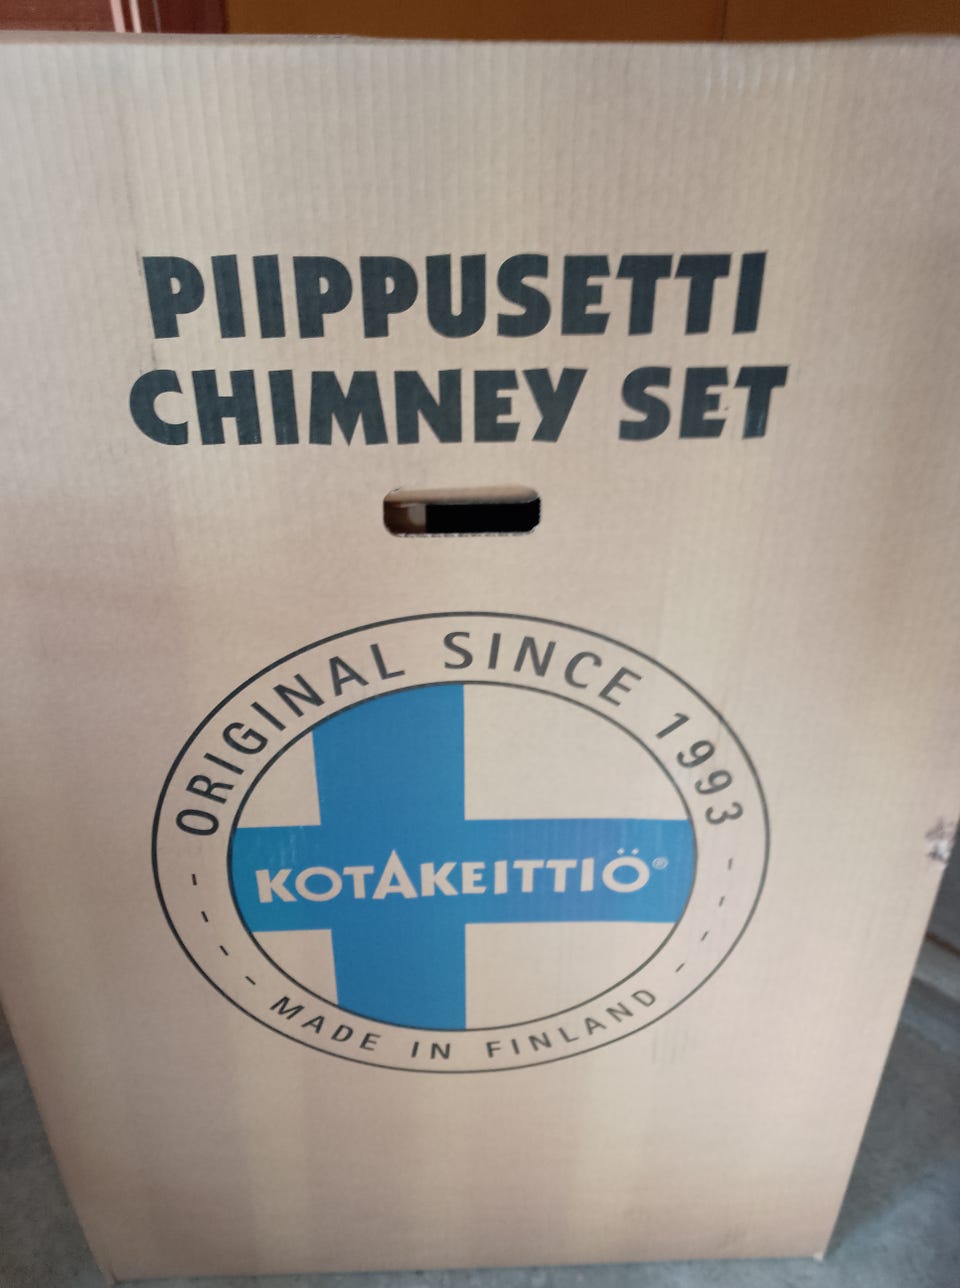 PIIPPUSETTI
CHIMNEY SET
ORIGINAL SINCE 1993
KOTAKEITTIÖ®
MADE IN FINLAND